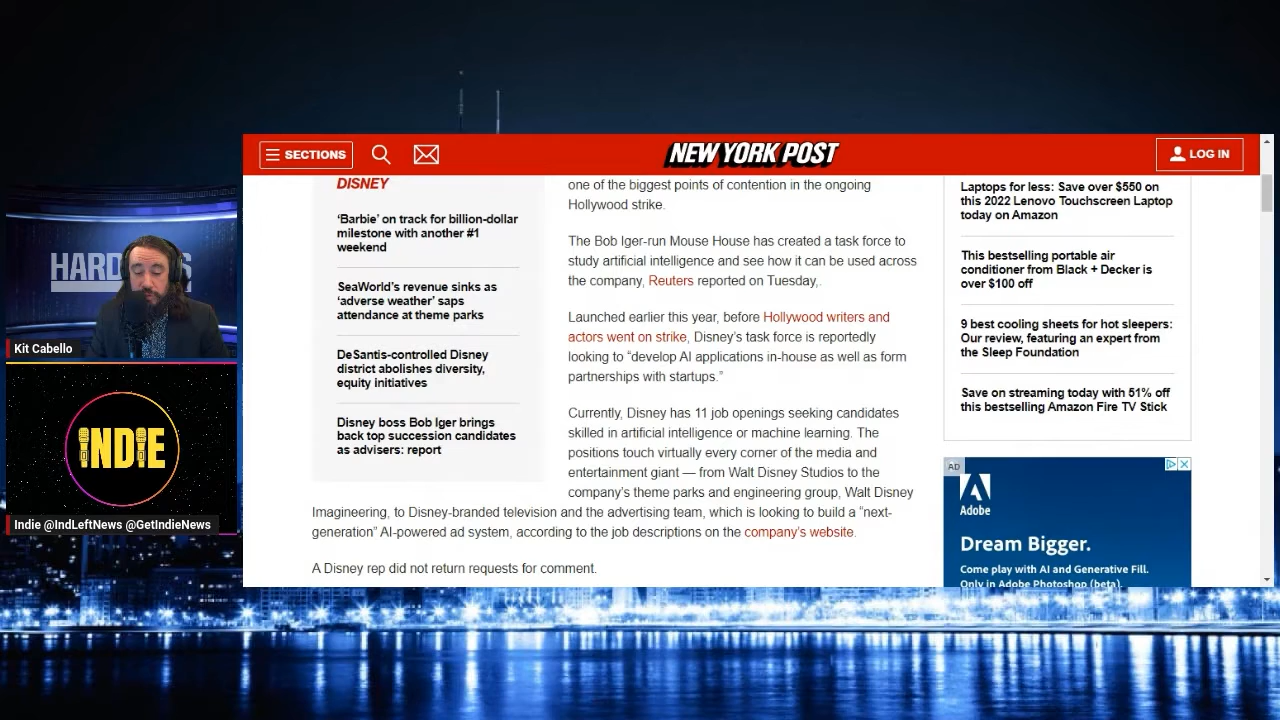 SECTIONS
NEW YORK POST
LOG IN
DISNEY
‘Barbie’ on track for billion-dollar
milestone with another #1
weekend
SeaWorld’s revenue sinks as
‘adverse weather’ saps
attendance at theme parks
DeSantis-controlled Disney
district abolishes diversity,
equity initiatives
Disney boss Bob Iger brings
back top succession candidates
as advisers: report
one of the biggest points of contention in the ongoing
Hollywood strike.
The Bob Iger-run Mouse House has created a task force to
study artificial intelligence and see how it can be used across
the company, Reuters reported on Tuesday,.
Launched earlier this year, before Hollywood writers and
actors went on strike, Disney’s task force is reportedly
looking to “develop AI applications in-house as well as form
partnerships with startups.”
Currently, Disney has 11 job openings seeking candidates
skilled in artificial intelligence or machine learning. The
positions touch virtually every corner of the media and
entertainment giant — from Walt Disney Studios to the
company’s theme parks and engineering group, Walt Disney
Imagineering, to Disney-branded television and the advertising team, which is looking to build a “next-
generation” AI-powered ad system, according to the job descriptions on the company’s website.
A Disney rep did not return requests for comment.
Laptops for less: Save over $550 on
this 2022 Lenovo Touchscreen Laptop
today on Amazon
This bestselling portable air
conditioner from Black + Decker is
over $100 off
9 best cooling sheets for hot sleepers:
Our review, featuring an expert from
the Sleep Foundation
Save on streaming today with 51% off
this bestselling Amazon Fire TV Stick
AD
Adobe
Dream Bigger.
Come play with AI and Generative Fill.
Only in Adobe Photoshop (beta).
HARD S
Kit Cabello
INDIE
Indie @IndLeftNews @GetIndieNews